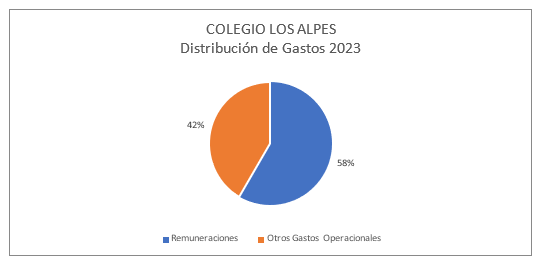 COLEGIO LOS ALPES
Distribución de Gastos 2023
42%
58%
Remuneraciones
Otros Gastos Operacionales